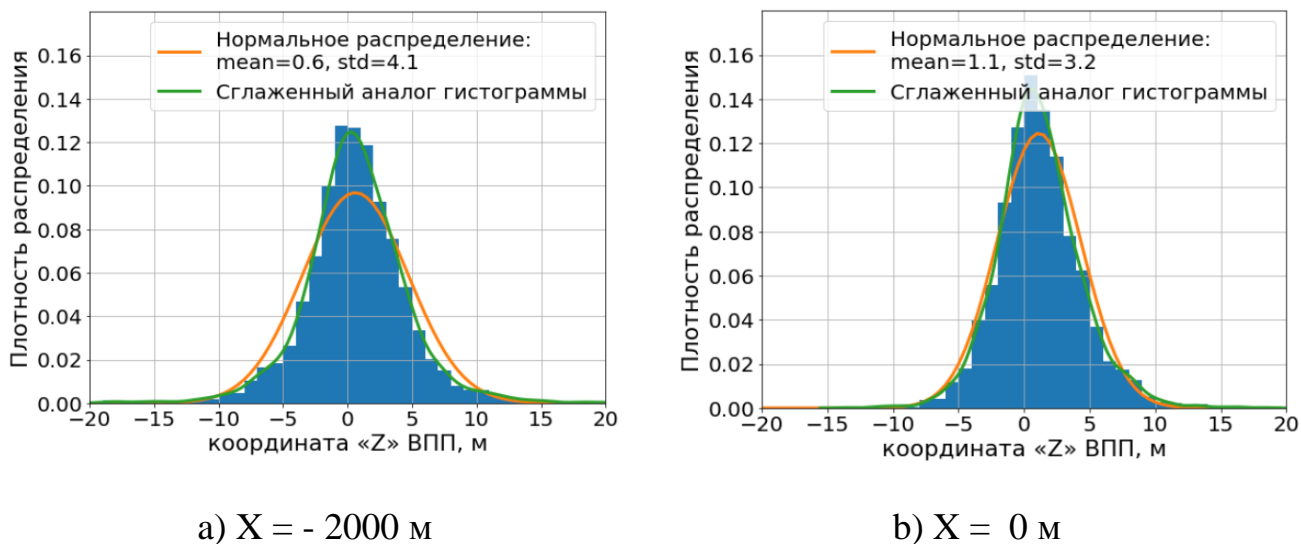 Нормальное распределение:
mean=0.6, std=4.1
Сглаженный аналог гистограммы
Плотность распределения
0.16
0.14
0.12
0.10
0.08
0.06
0.04
0.02
0.00
−20 −15 −10 −5 0 5 10 15 20
координата «Z» ВПП, м
a) X = - 2000 м
Нормальное распределение:
mean=1.1, std=3.2
Сглаженный аналог гистограммы
Плотность распределения
0.16
0.14
0.12
0.10
0.08
0.06
0.04
0.02
0.00
−20 −15 −10 −5 0 5 10 15 20
координата «Z» ВПП, м
b) X = 0 м